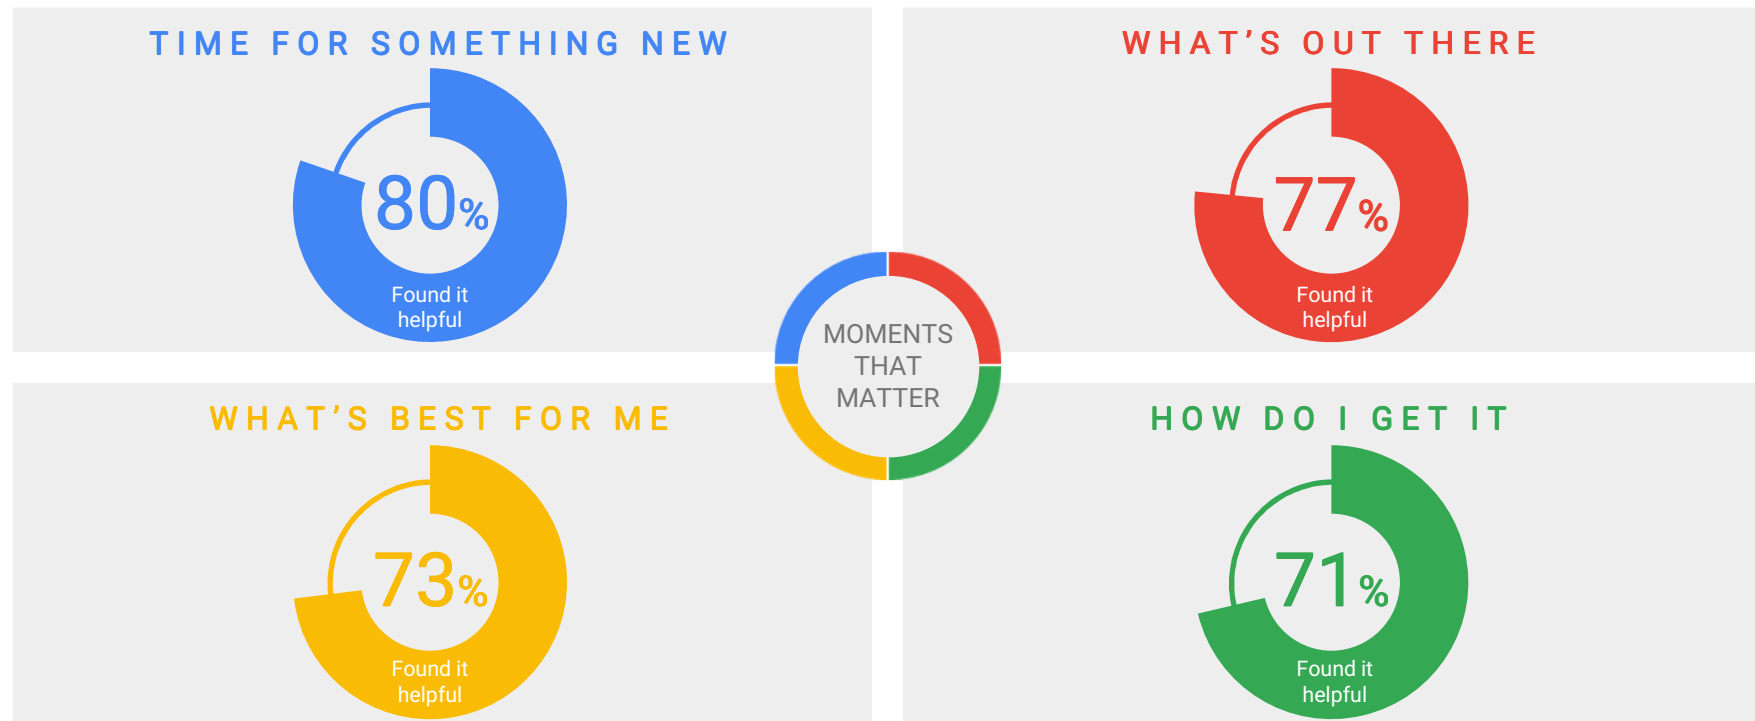 TIME FOR SOMETHING NEW
80%
Found it
helpful
WHAT’S OUT THERE
77%
Found it
helpful
MOMENTS
THAT
MATTER
WHAT’S BEST FOR ME
73%
Found it
helpful
HOW DO I GET IT
71%
Found it
helpful